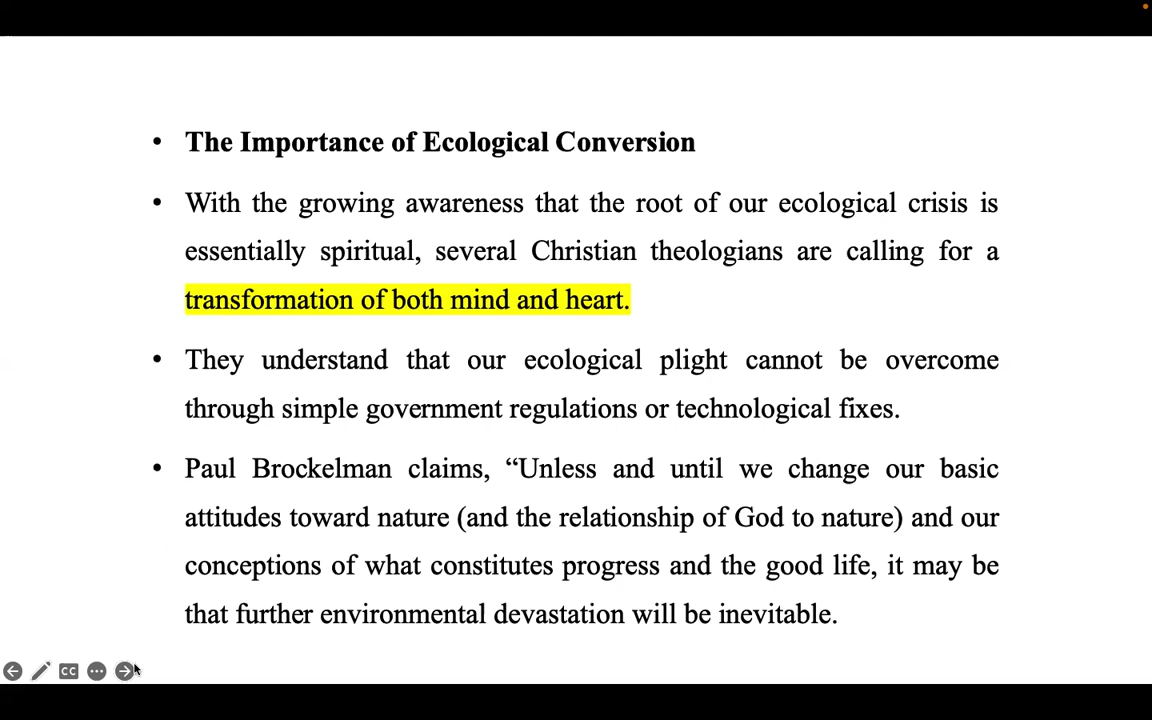 • The Importance of Ecological Conversion
• With the growing awareness that the root of our ecological crisis is
essentially spiritual, several Christian theologians are calling for a
transformation of both mind and heart.
• They understand that our ecological plight cannot be overcome
through simple government regulations or technological fixes.
• Paul Brockelman claims, “Unless and until we change our basic
attitudes toward nature (and the relationship of God to nature) and our
conceptions of what constitutes progress and the good life, it may be
that further environmental devastation will be inevitable.
CC